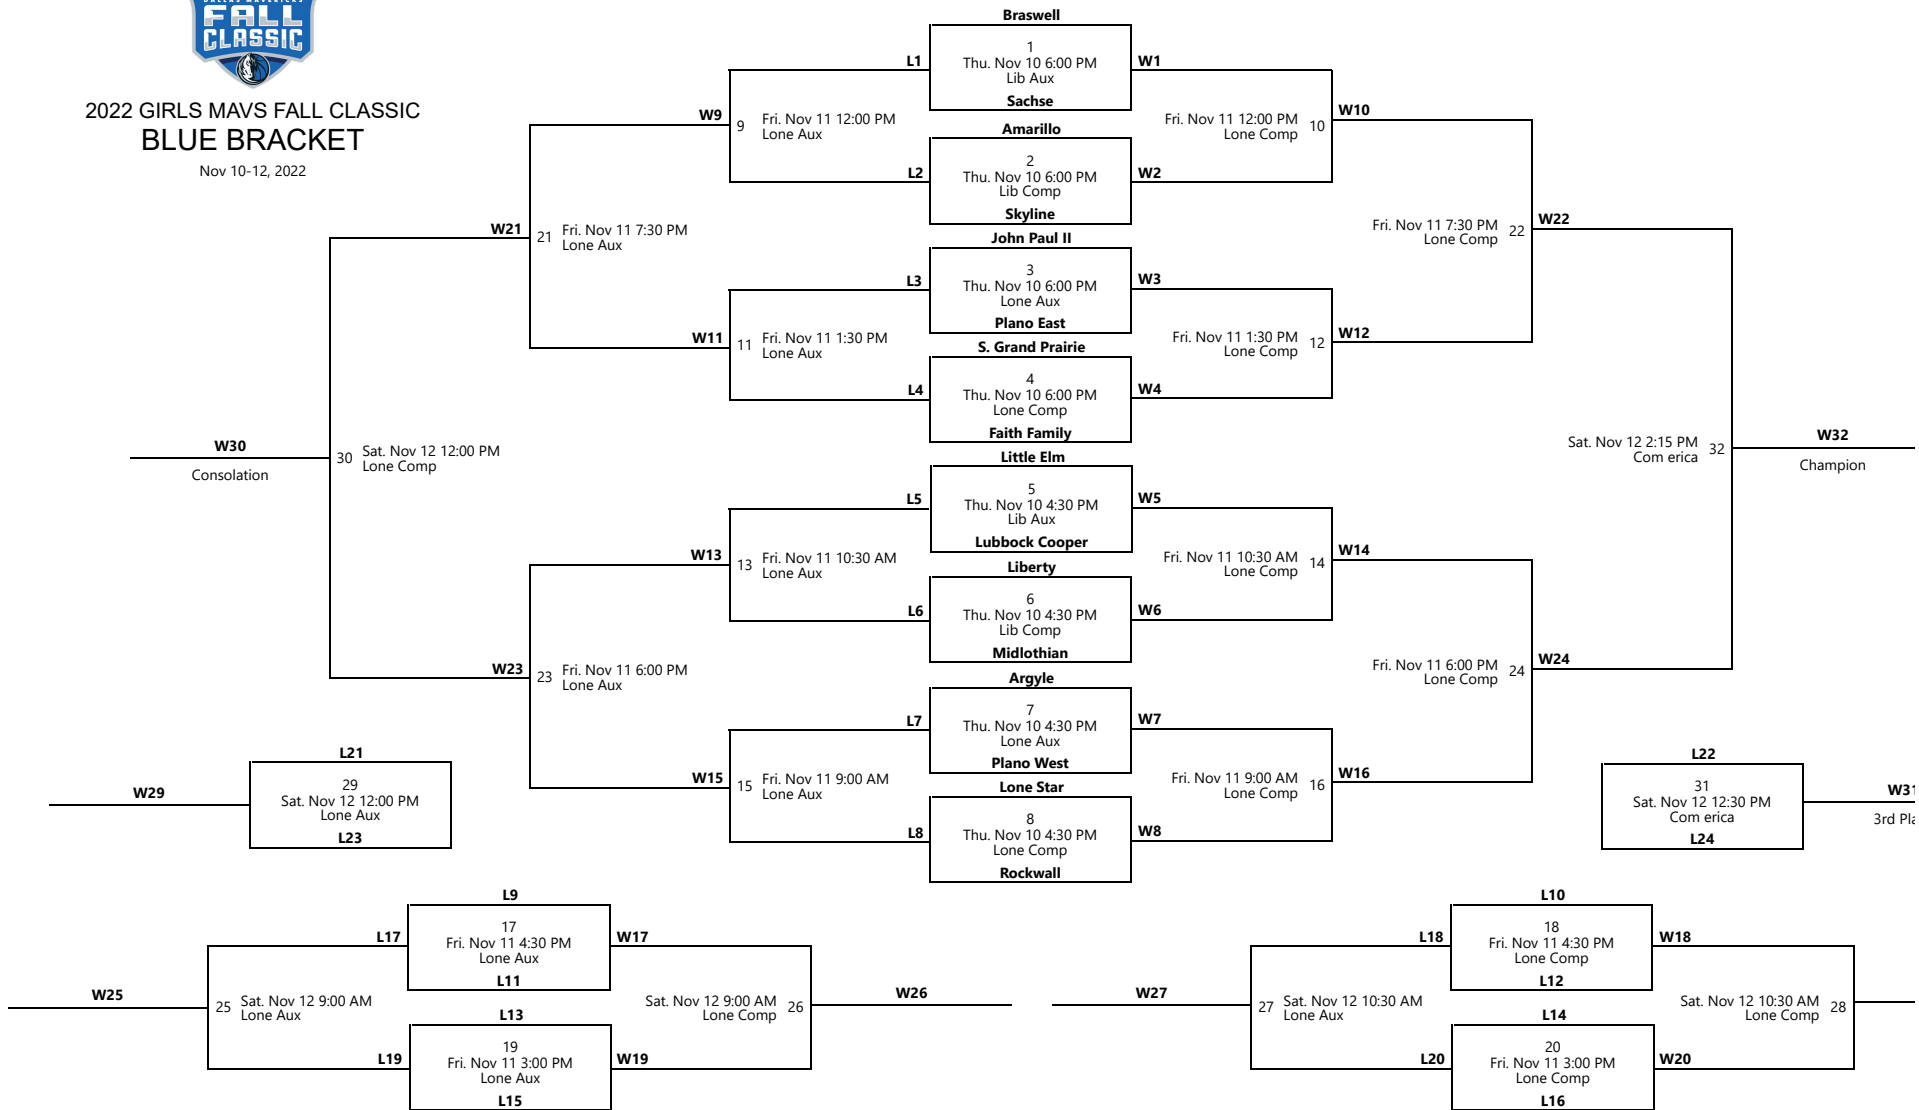 DALLAS MAVERICKS
FALL
CLASSIC
2022 GIRLS MAVS FALL CLASSIC
BLUE BRACKET
Nov 10-12, 2022
Braswell
1
Thu. Nov 10 6:00 PM
Lib Aux
Sachse
L1
W1
Amarillo
2
Thu. Nov 10 6:00 PM
Lib Comp
Skyline
L2
W2
John Paul II
3
Thu. Nov 10 6:00 PM
Lone Aux
Plano East
L3
W3
S. Grand Prairie
4
Thu. Nov 10 6:00 PM
Lone Comp
Faith Family
L4
W4
Little Elm
5
Thu. Nov 10 4:30 PM
Lib Aux
Lubbock Cooper
L5
W5
Liberty
6
Thu. Nov 10 4:30 PM
Lib Comp
Midlothian
L6
W6
Argyle
7
Thu. Nov 10 4:30 PM
Lone Aux
Plano West
L7
W7
Lone Star
8
Thu. Nov 10 4:30 PM
Lone Comp
Rockwall
L8
W8
W9
9 Fri. Nov 11 12:00 PM
Lone Aux
W11
11 Fri. Nov 11 1:30 PM
Lone Aux
W13
13 Fri. Nov 11 10:30 AM
Lone Aux
W15
15 Fri. Nov 11 9:00 AM
Lone Aux
W21
21 Fri. Nov 11 7:30 PM
Lone Aux
W23
23 Fri. Nov 11 6:00 PM
Lone Aux
W30
Consolation
30 Sat. Nov 12 12:00 PM
Lone Comp
W10
Fri. Nov 11 12:00 PM 10
Lone Comp
W12
Fri. Nov 11 1:30 PM 12
Lone Comp
W14
Fri. Nov 11 10:30 AM 14
Lone Comp
W16
Fri. Nov 11 9:00 AM 16
Lone Comp
W22
Fri. Nov 11 7:30 PM 22
Lone Comp
W24
Fri. Nov 11 6:00 PM 24
Lone Comp
Sat. Nov 12 2:15 PM 32
Com erica
W32
Champion
L21
29
Sat. Nov 12 12:00 PM
Lone Aux
L23
W29
L22
31
Sat. Nov 12 12:30 PM
Com erica
L24
W31
3rd Pla
L9
17
Fri. Nov 11 4:30 PM
Lone Aux
L11
L17
W17
L13
19
Fri. Nov 11 3:00 PM
Lone Aux
L15
L19
W19
W25
25 Sat. Nov 12 9:00 AM
Lone Aux
Sat. Nov 12 9:00 AM 26
Lone Comp
W26
L10
18
Fri. Nov 11 4:30 PM
Lone Comp
L12
L18
W18
L14
20
Fri. Nov 11 3:00 PM
Lone Comp
L16
L20
W20
W27
27 Sat. Nov 12 10:30 AM
Lone Aux
Sat. Nov 12 10:30 AM 28
Lone Comp